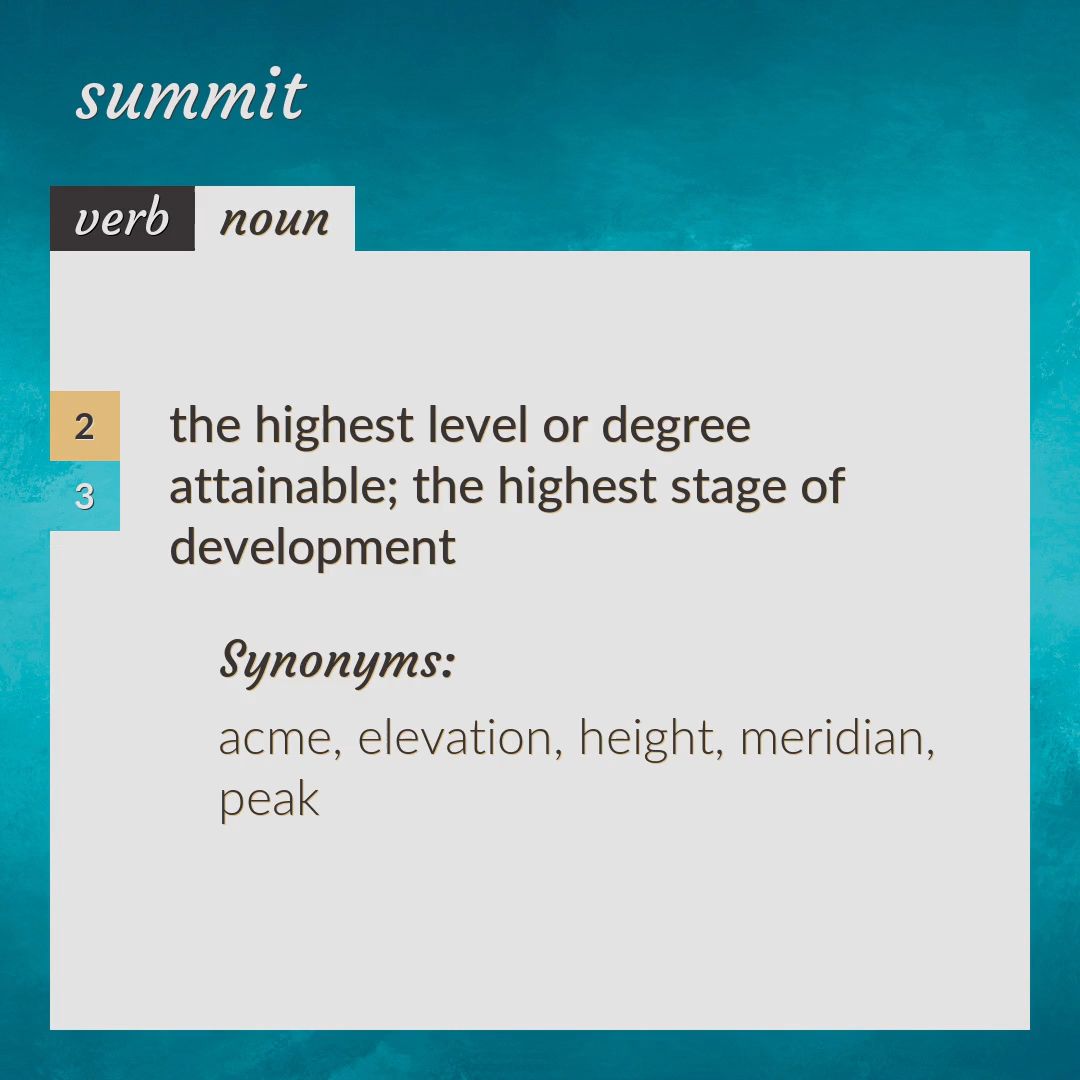 summit
verb noun
2 the highest level or degree
3 attainable; the highest stage of
development
Synonyms:
acme, elevation, height, meridian,
peak